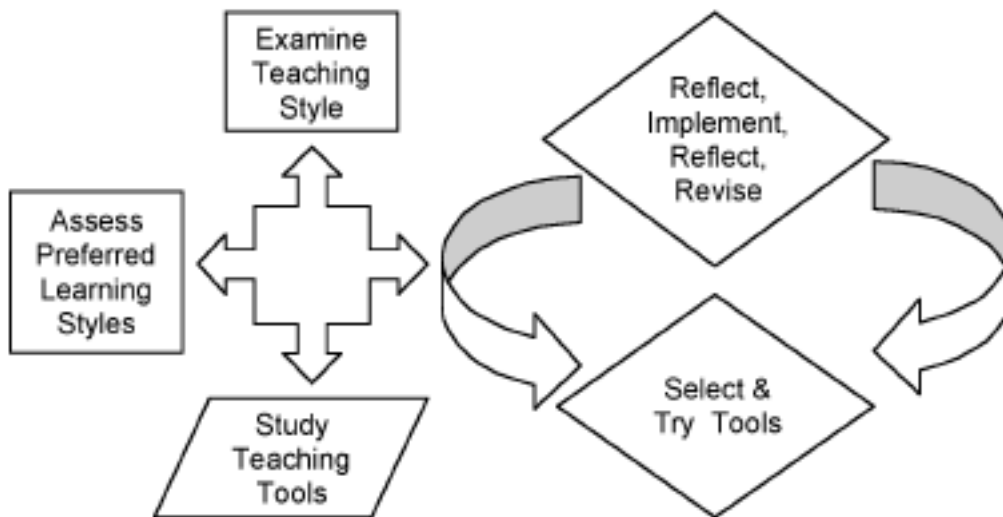 Examine
Teaching
Style
Assess
Preferred
Learning
Styles
Study
Teaching
Tools
Reflect,
Implement,
Reflect,
Revise
Select &
Try Tools